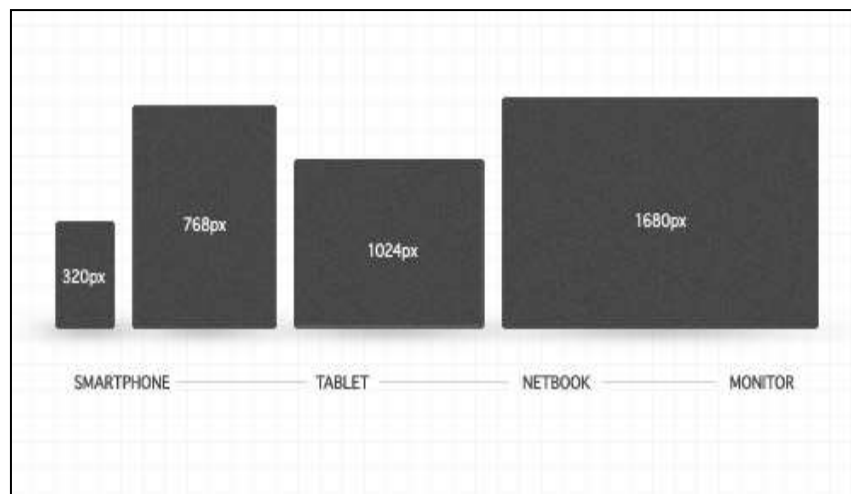 320px
768px
1024px
1680px
SMARTPHONE TABLET NETBOOK MONITOR